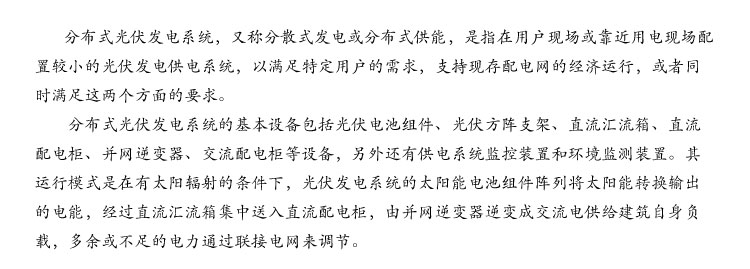 分布式光伏发电系统，又称分散式发电或分布式供能，是指在用户现场或靠近用电现场配
置较小的光伏发电供电系统，以满足特定用户的需求，支持现存配电网的经济运行，或者同
时满足这两个方面的要求。
分布式光伏发电系统的基本设备包括光伏电池组件、光伏方阵支架、直流汇流箱、直流
配电柜、并网逆变器、交流配电柜等设备，另外还有供电系统监控装置和环境监测装置。其
运行模式是在有太阳辐射的条件下，光伏发电系统的太阳能电池组件阵列将太阳能转换输出
的电能，经过直流汇流箱集中送入直流配电柜，由并网逆变器逆变成交流电供给建筑自身负
载，多余或不足的电力通过联接电网来调节。